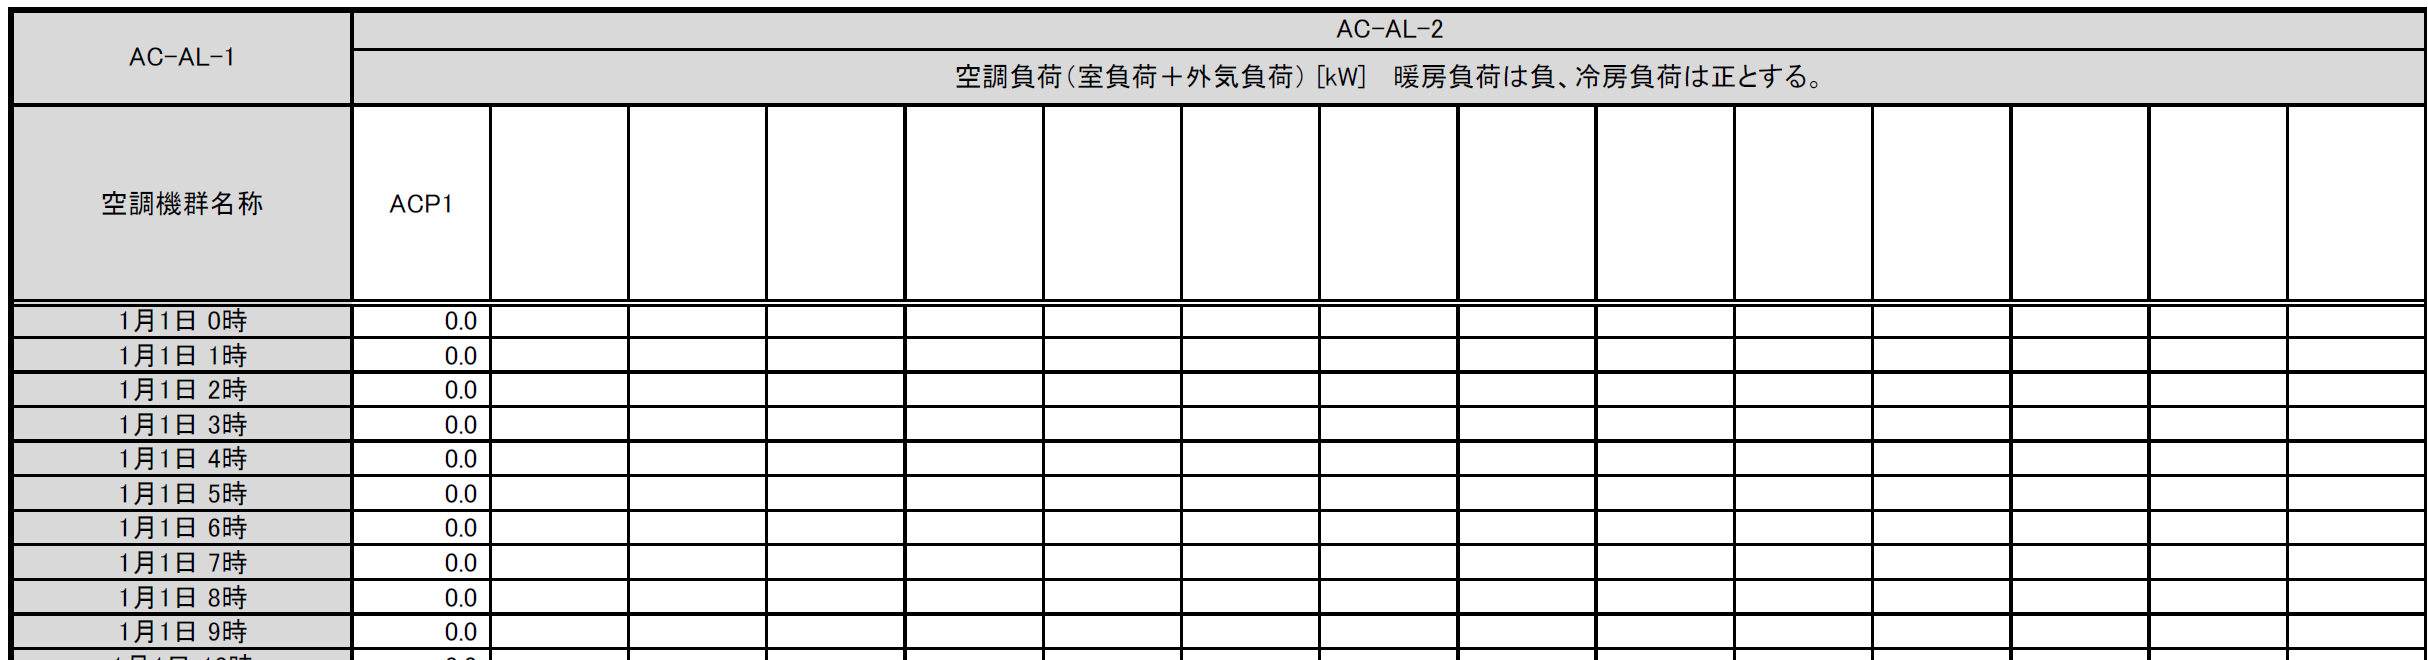 AC-AL-1
AC-AL-2
空調負荷（室負荷＋外気負荷） [kW]　暖房負荷は負、冷房負荷は正とする。
空調機群名称 ACP1
1月1日 0時 0.0
1月1日 1時 0.0
1月1日 2時 0.0
1月1日 3時 0.0
1月1日 4時 0.0
1月1日 5時 0.0
1月1日 6時 0.0
1月1日 7時 0.0
1月1日 8時 0.0
1月1日 9時 0.0